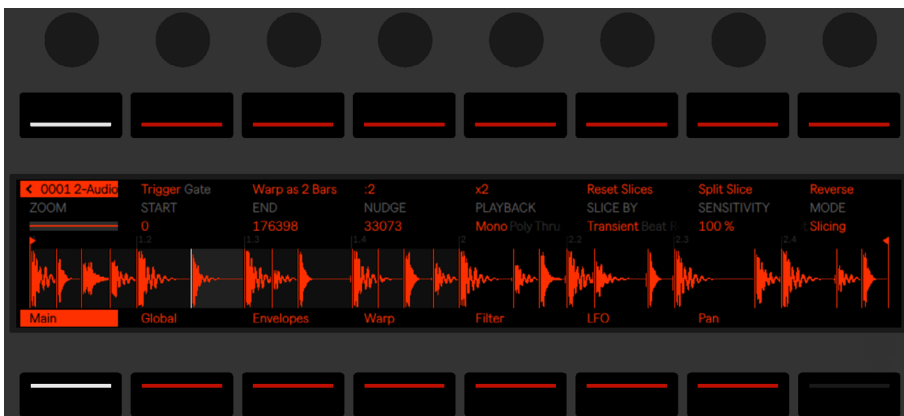 < 0001 2-Audio Trigger Gate Warp as 2 Bars :2 x2 Reset Slices Split Slice Reverse
ZOOM START END NUDGE PLAYBACK SLICE BY SENSITIVITY MODE
0 176398 33073 Mono Poly Thru Transient Beat R 100 % Slicing
1.2 1.3 1.4 2 2.2 2.3 2.4
Main Global Envelopes Warp Filter LFO Pan